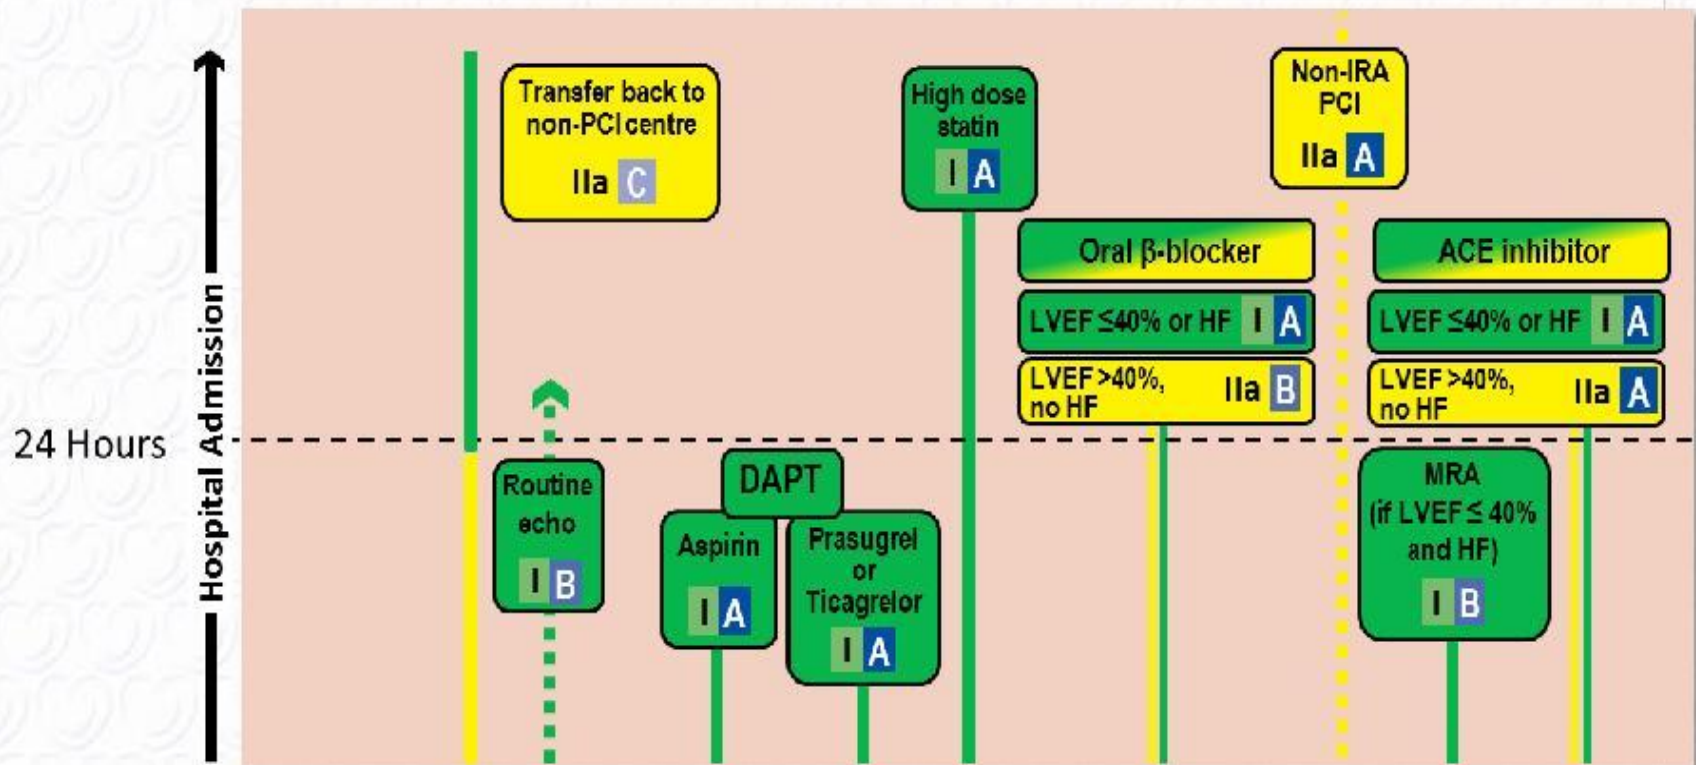 Hospital Admission
24 Hours
Transfer back to
non-PCI centre
IIa C
High dose
statin
I A
Non-IRA
PCI
IIa A
Oral β-blocker
LVEF ≤40% or HF I A
LVEF >40%,
no HF IIa B
ACE inhibitor
LVEF ≤40% or HF I A
LVEF >40%,
no HF IIa A
Routine
echo
I B
DAPT
Aspirin
I A
Prasugrel
or
Ticagrelor
I A
MRA
(if LVEF ≤ 40%
and HF)
I B